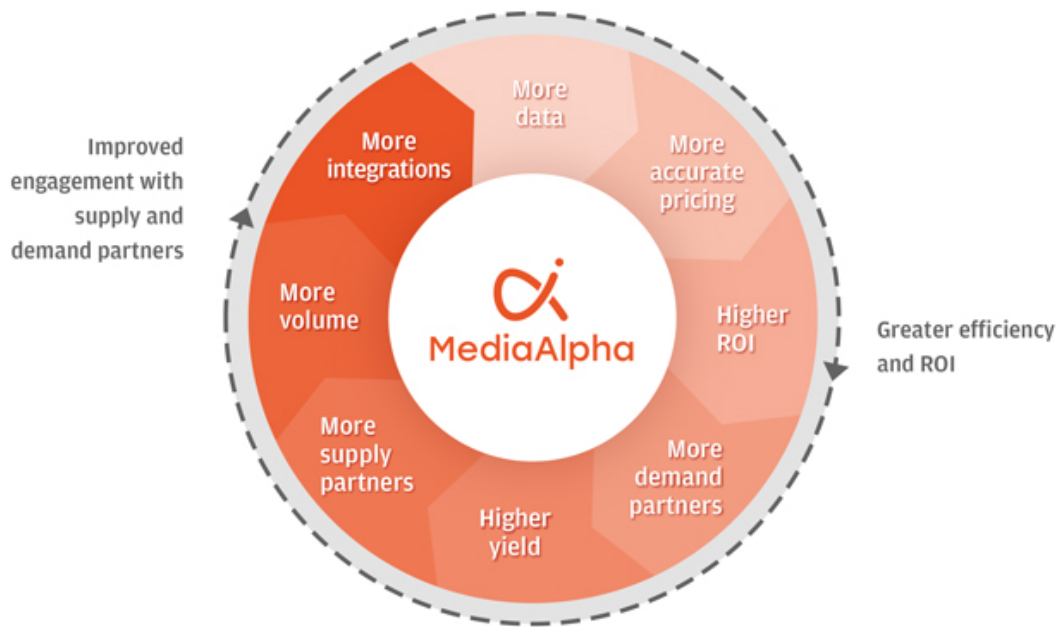 More
data
More
accurate
pricing
Higher
ROI
More
demand
partners
Higher
yield
More
supply
partners
More
volume
More
integrations
MediaAlpha
Improved
engagement with
supply and
demand partners
Greater efficiency
and ROI